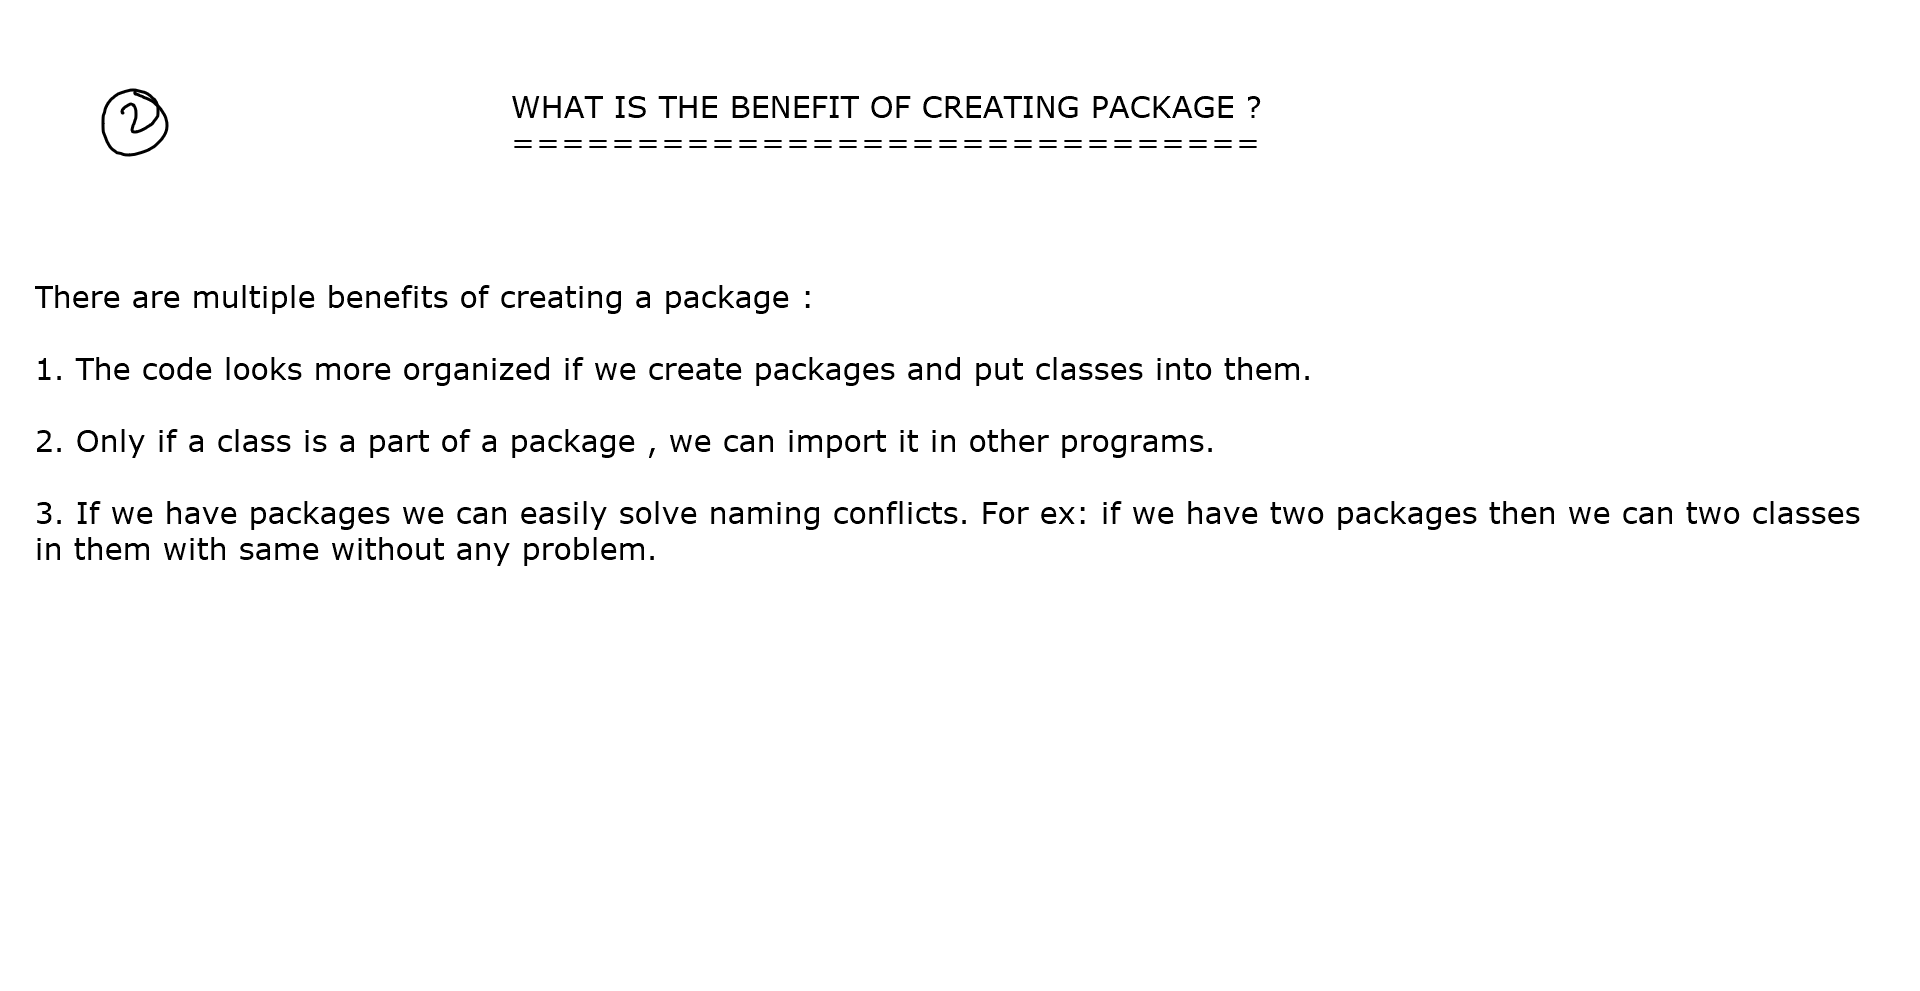 2
WHAT IS THE BENEFIT OF CREATING PACKAGE ?
==============================
There are multiple benefits of creating a package :
1. The code looks more organized if we create packages and put classes into them.
2. Only if a class is a part of a package , we can import it in other programs.
3. If we have packages we can easily solve naming conflicts. For ex: if we have two packages then we can two classes
in them with same without any problem.